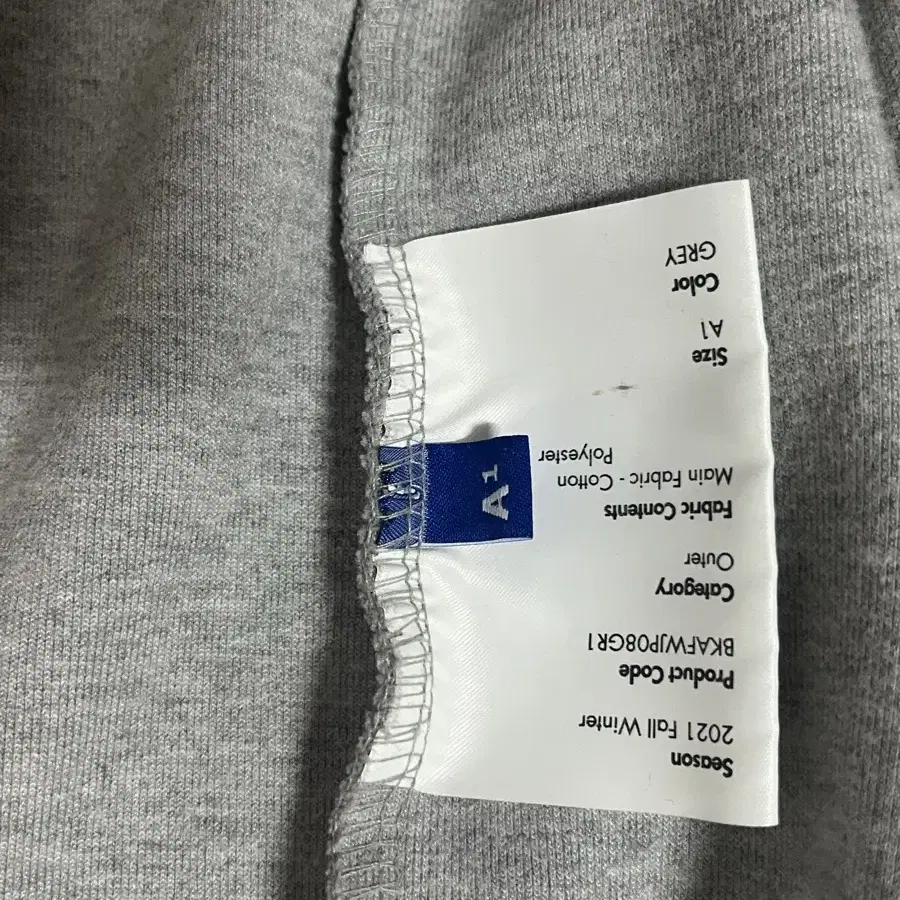 Season
2021 Fall Winter
Product Code
BKAFWJP08GR1
Category
Outer
Fabric Contents
Main Fabric - Cotton
Polyester
Size
A1
Color
GREY
A1